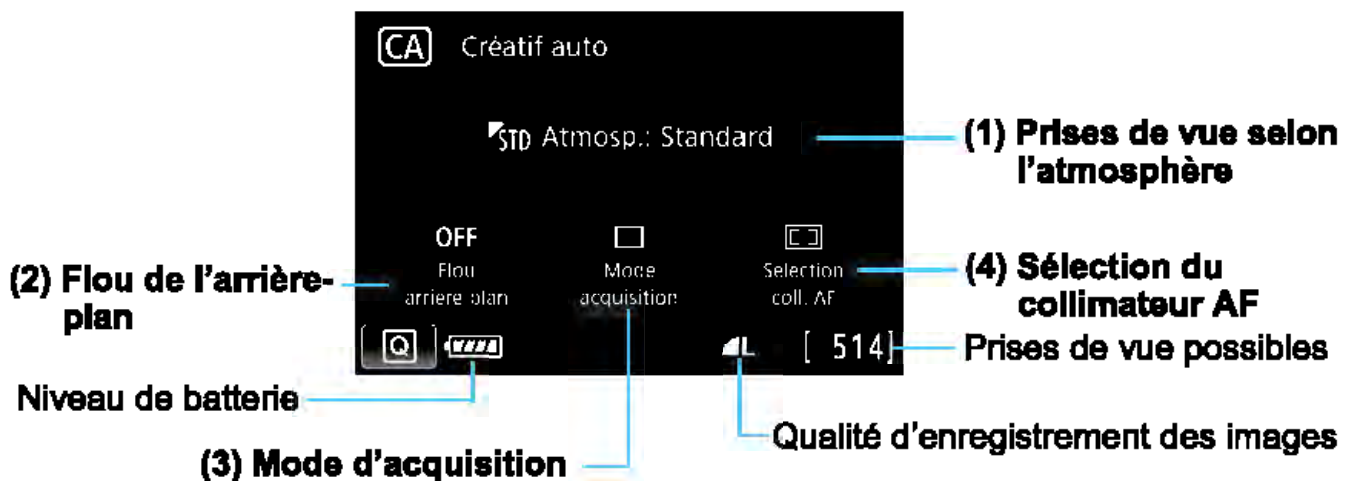 CA Créatif auto
STD Atmosp.: Standard
(1) Prises de vue selon
l'atmosphère
OFF
Flou
arriere plan
Mode
acquisition
Selection
coll. AF
(2) Flou de l'arrière-
plan
(4) Sélection du
collimateur AF
Q
L [ 514]
Prises de vue possibles
Niveau de batterie
Qualité d'enregistrement des images
(3) Mode d'acquisition